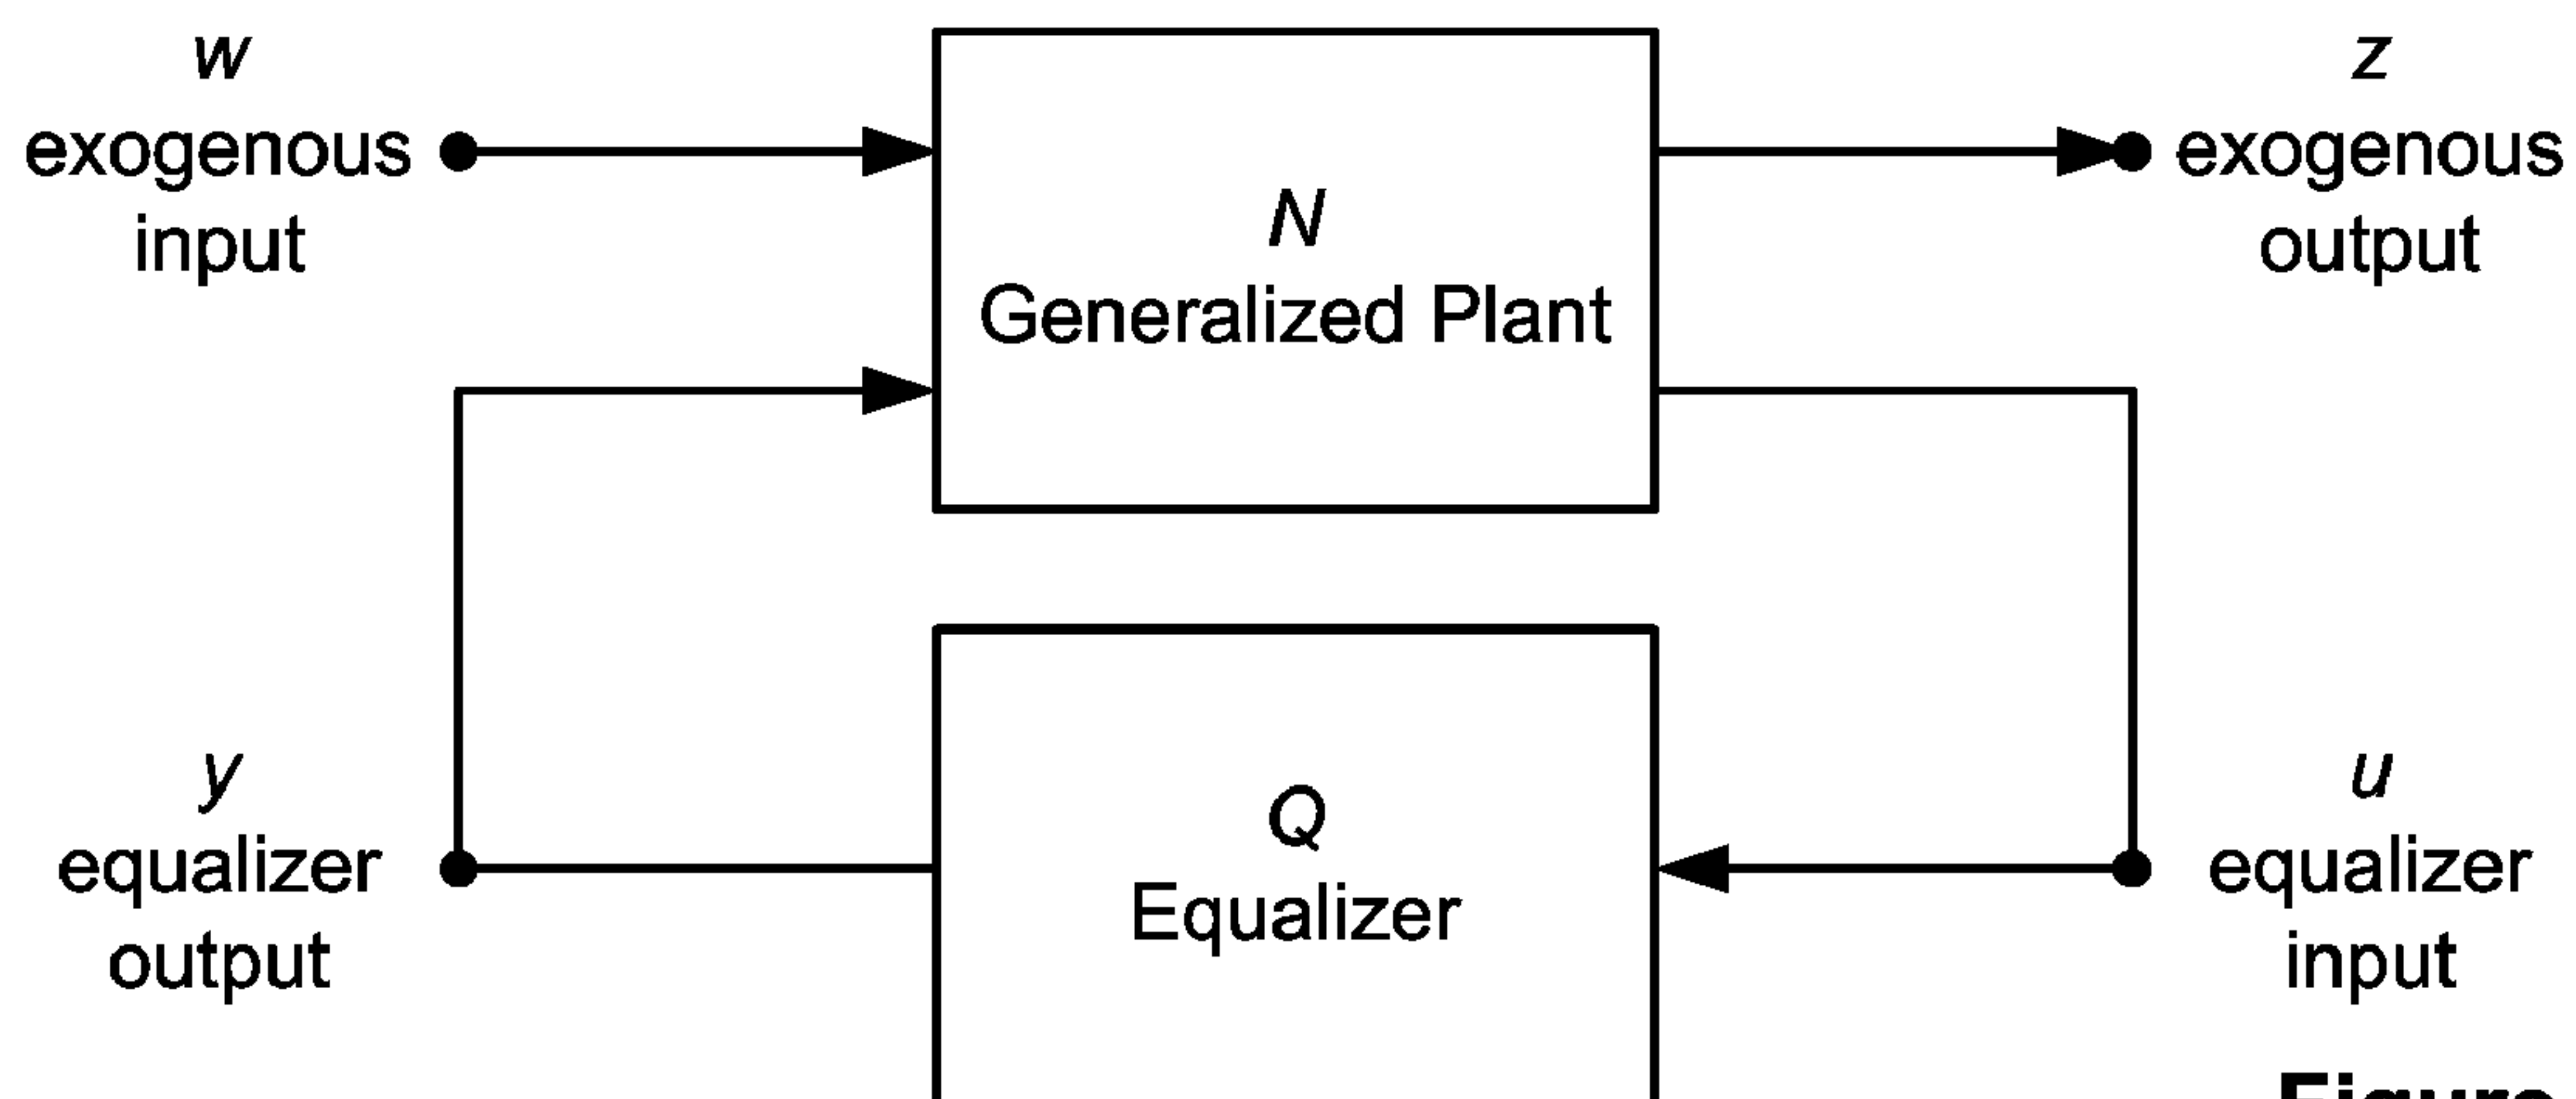 w
exogenous
input
N
Generalized Plant
z
exogenous
output
y
equalizer
output
Q
Equalizer
u
equalizer
input